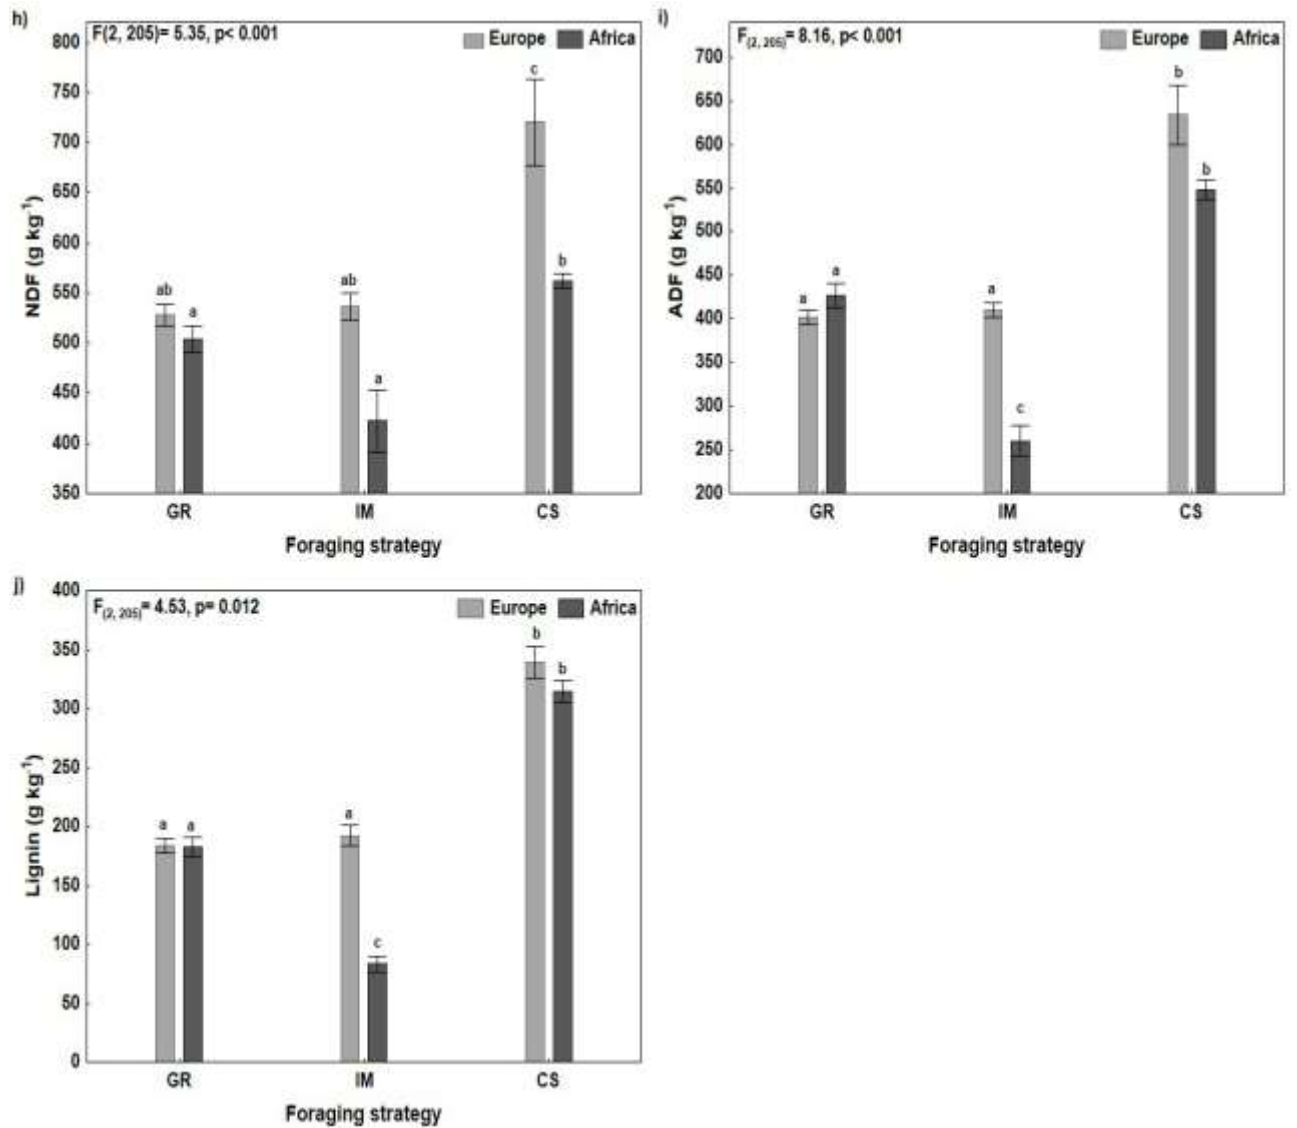 h)
F(2, 205)= 5.35, p< 0.001
Europe Africa
800
750
700
650
600
550
500
450
400
350
NDF (g kg-1)
c
b
ab
a
ab
a
GR IM CS
Foraging strategy
i)
F(2, 205)= 8.16, p< 0.001
Europe Africa
700
650
600
550
500
450
400
350
300
250
200
ADF (g kg-1)
b
b
a
a
a
c
GR IM CS
Foraging strategy
j)
F(2, 205)= 4.53, p= 0.012
Europe Africa
400
350
300
250
200
150
100
50
0
Lignin (g kg-1)
b
b
a
a
a
c
GR IM CS
Foraging strategy